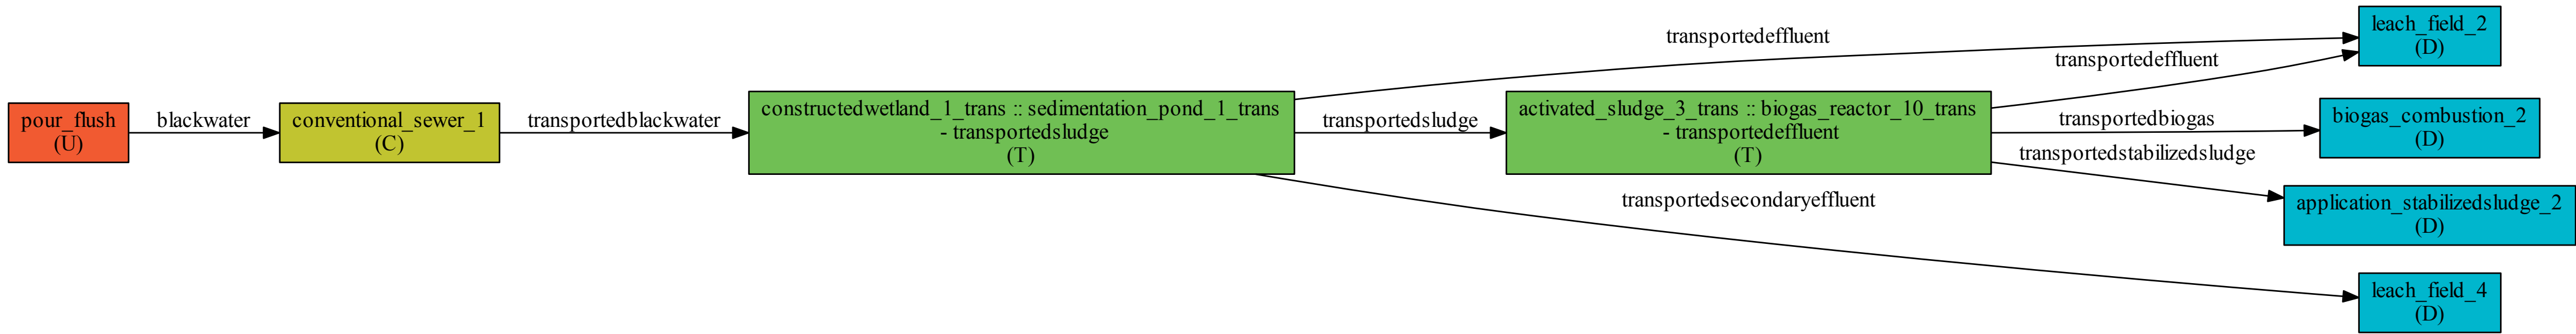 pour_flush
(U)
blackwater
conventional_sewer_1
(C)
transportedblackwater
constructedwetland_1_trans :: sedimentation_pond_1_trans
- transportedsludge
(T)
transportedeffluent
transportedsludge
transportedsecondaryeffluent
activated_sludge_3_trans :: biogas_reactor_10_trans
- transportedeffluent
(T)
transportedeffluent
transportedbiogas
transportedstabilizedsludge
leach_field_2
(D)
biogas_combustion_2
(D)
application_stabilizedsludge_2
(D)
leach_field_4
(D)